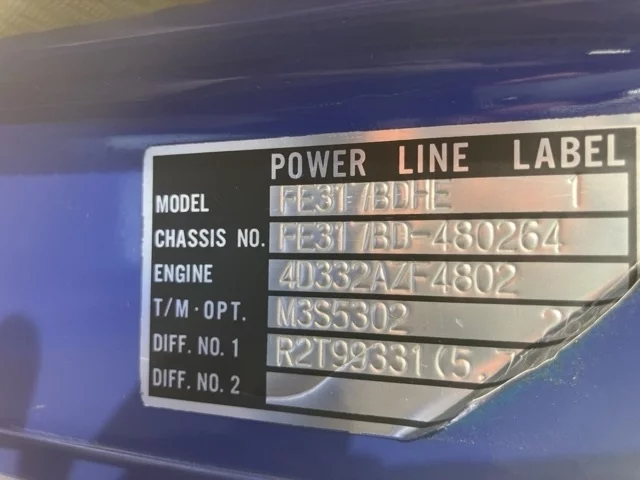 POWER LINE LABEL
MODEL FE317BDHE 1
CHASSIS NO. FE317BD-480264
ENGINE 4D332AZF4802
T/M·OPT. M3S5302
DIFF. NO. 1 R2T99331(5.
DIFF. NO. 2